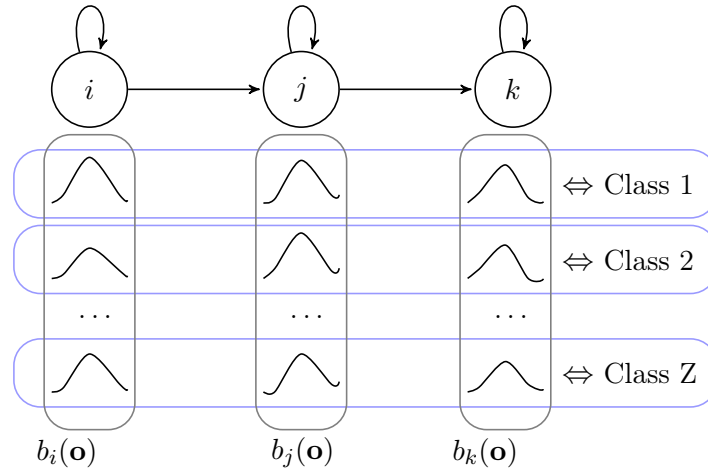 i j k
⇔ Class 1
⇔ Class 2
... ... ...
⇔ Class Z
b_i(o) b_j(o) b_k(o)